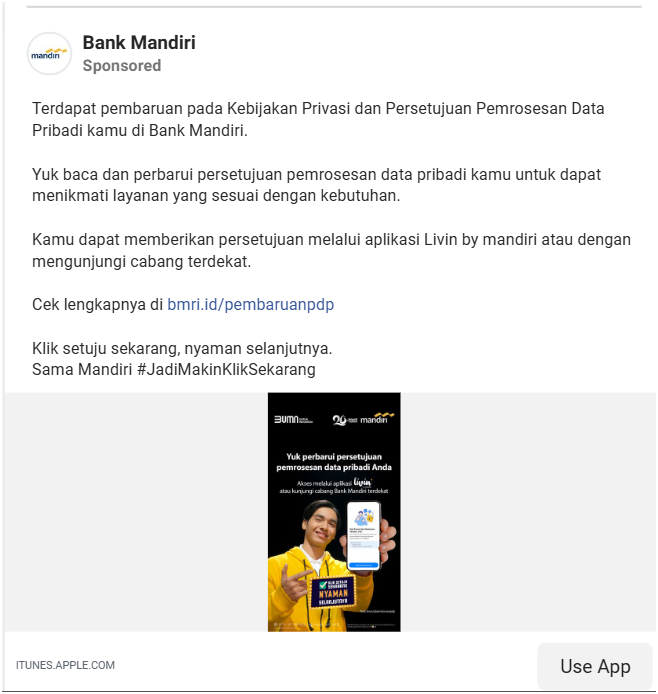 mandiri
Bank Mandiri
Sponsored
Terdapat pembaruan pada Kebijakan Privasi dan Persetujuan Pemrosesan Data
Pribadi kamu di Bank Mandiri.
Yuk baca dan perbarui persetujuan pemrosesan data pribadi kamu untuk dapat
menikmati layanan yang sesuai dengan kebutuhan.
Kamu dapat memberikan persetujuan melalui aplikasi Livin by mandiri atau dengan
mengunjungi cabang terdekat.
Cek lengkapnya di bmri.id/pembaruanpdp
Klik setuju sekarang, nyaman selanjutnya.
Sama Mandiri #JadiMakinKlikSekarang
BUMN
mandiri
Yuk perbarui persetujuan
pemrosesan data pribadi Anda
Akses melalui aplikasi livin'
atau kunjungi cabang Bank Mandiri terdekat
KLIK SETUJU
SEKARANG
NYAMAN
SELANJUTNYA
ITUNES.APPLE.COM
Use App